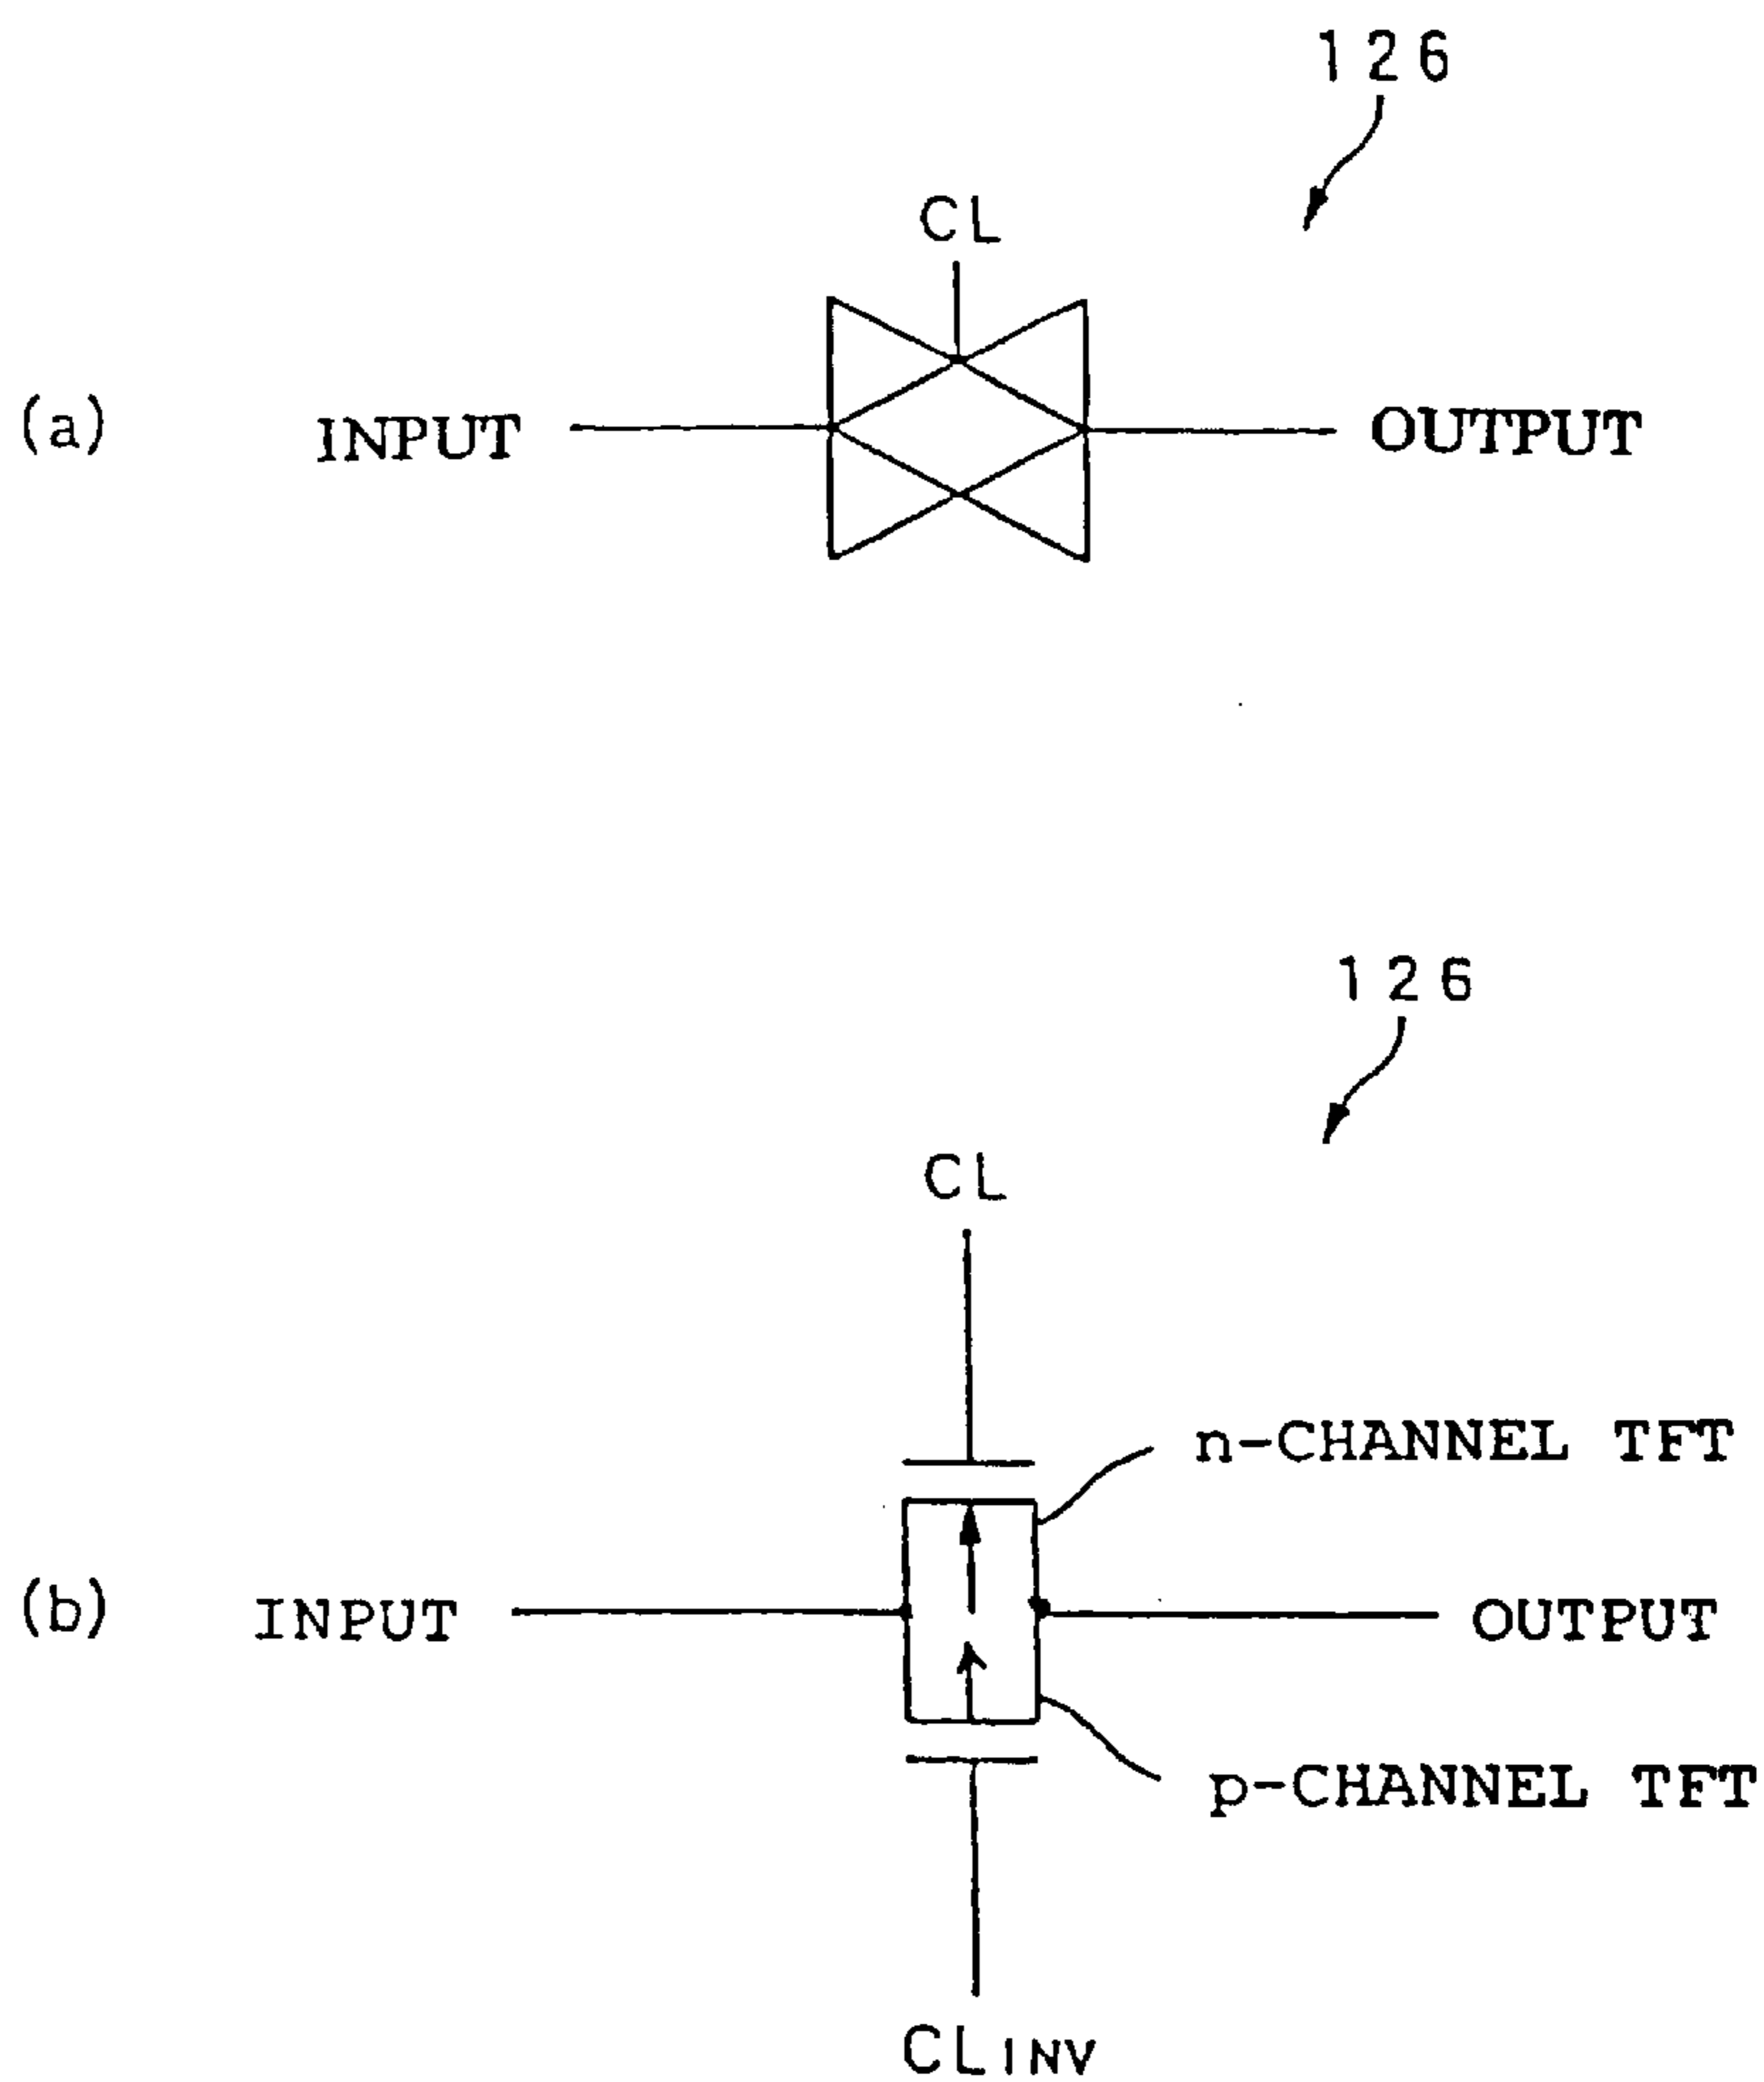 126
CL
(a) INPUT OUTPUT
126
CL
n-CHANNEL TFT
(b) INPUT OUTPUT
p-CHANNEL TFT
CLINV